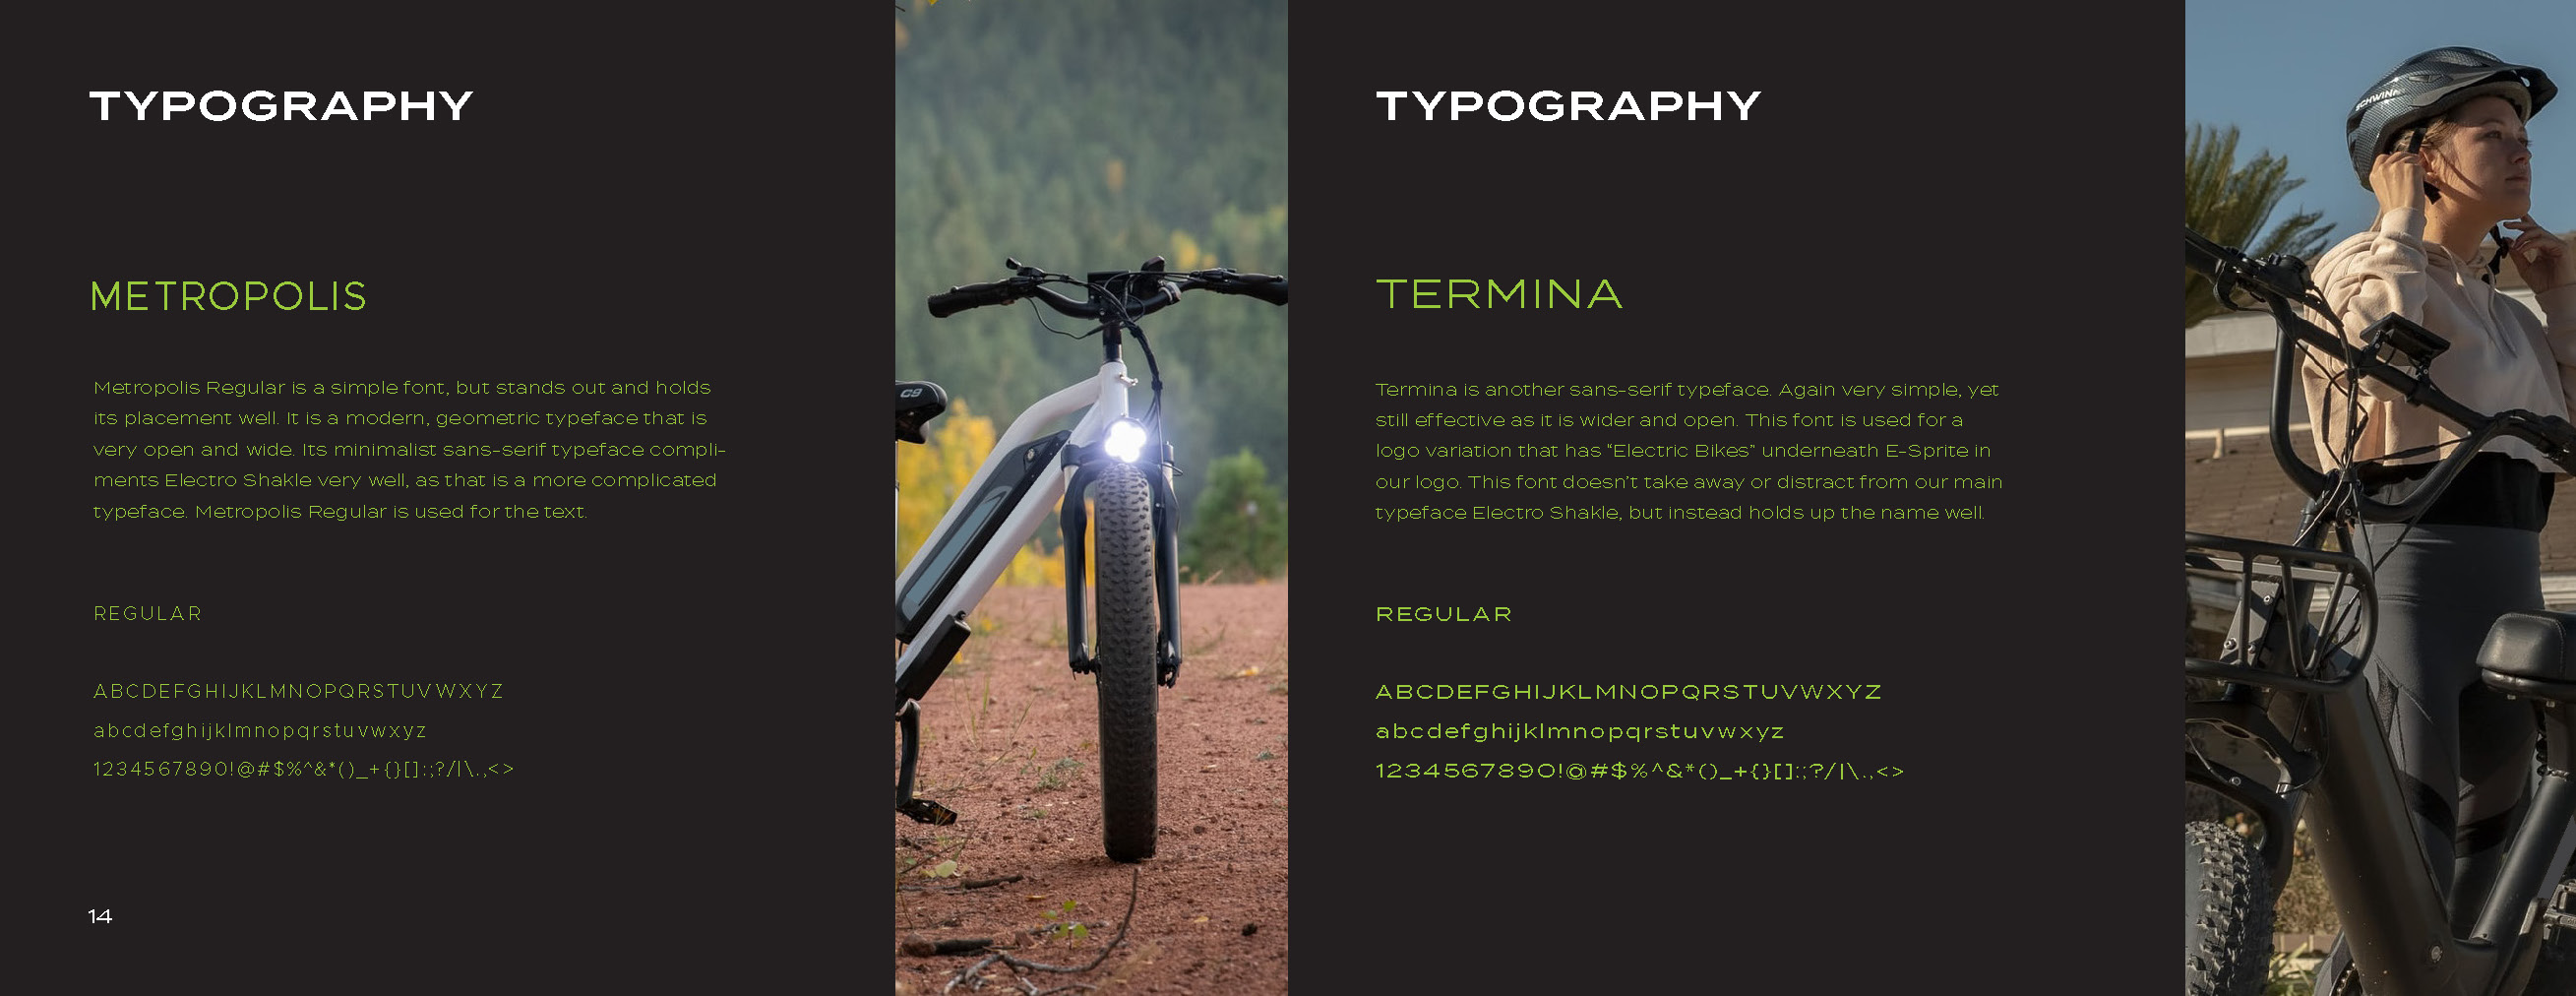 TYPOGRAPHY
METROPOLIS
Metropolis Regular is a simple font, but stands out and holds
its placement well. It is a modern, geometric typeface that is
very open and wide. Its minimalist sans-serif typeface compli-
ments Electro Shakle very well, as that is a more complicated
typeface. Metropolis Regular is used for the text.
REGULAR
ABCDEFGHIJKLMNOPQRSTUVWXYZ
abcdefghijklmnopqrstuvwxyz
1234567890!@#$%^&*()_+{}[]:;?/|\.,<>
14
C9
TYPOGRAPHY
TERMINA
Termina is another sans-serif typeface. Again very simple, yet
still effective as it is wider and open. This font is used for a
logo variation that has “Electric Bikes” underneath E-Sprite in
our logo. This font doesn’t take away or distract from our main
typeface Electro Shakle, but instead holds up the name well.
REGULAR
ABCDEFGHIJKLMNOPQRSTUVWXYZ
abcdefghijklmnopqrstuvwxyz
1234567890!@#$%^&*()_+{}[]:;?/|\.,<>
SCHWINN